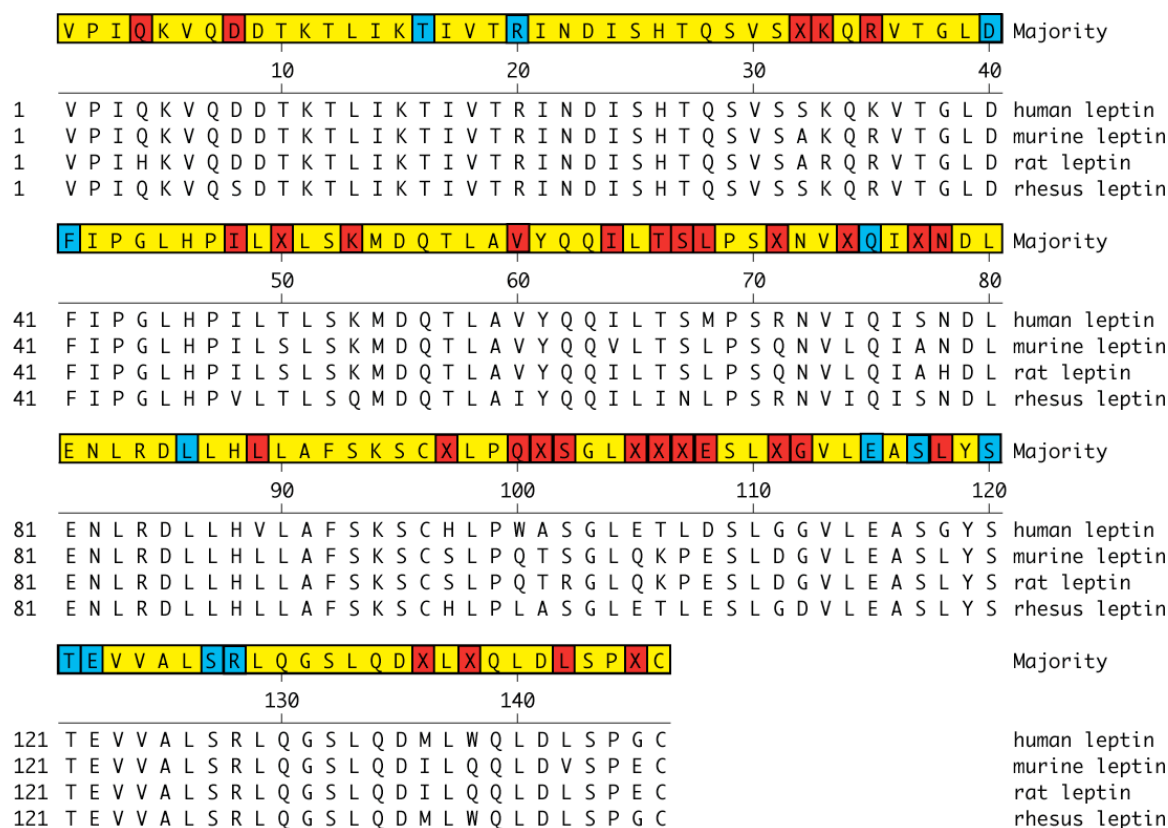 V P I Q K V Q D D T K T L I K T I V T R I N D I S H T Q S V S X K Q R V T G L D Majority
10 20 30 40
1 V P I Q K V Q D D T K T L I K T I V T R I N D I S H T Q S V S S K Q K V T G L D human leptin
1 V P I Q K V Q D D T K T L I K T I V T R I N D I S H T Q S V S A K Q R V T G L D murine leptin
1 V P I H K V Q D D T K T L I K T I V T R I N D I S H T Q S V S A R Q R V T G L D rat leptin
1 V P I Q K V Q S D T K T L I K T I V T R I N D I S H T Q S V S S K Q R V T G L D rhesus leptin
F I P G L H P I L X L S K M D Q T L A V Y Q Q I L T S L P S X N V X Q I X N D L Majority
50 60 70 80
41 F I P G L H P I L T L S K M D Q T L A V Y Q Q I L T S M P S R N V I Q I S N D L human leptin
41 F I P G L H P I L S L S K M D Q T L A V Y Q Q V L T S L P S Q N V L Q I A N D L murine leptin
41 F I P G L H P I L S L S K M D Q T L A V Y Q Q I L T S L P S Q N V L Q I A H D L rat leptin
41 F I P G L H P V L T L S Q M D Q T L A I Y Q Q I L I N L P S R N V I Q I S N D L rhesus leptin
E N L R D L L H L L A F S K S C X L P Q X S G L X X X E S L X G V L E A S L Y S Majority
90 100 110 120
81 E N L R D L L H V L A F S K S C H L P W A S G L E T L D S L G G V L E A S G Y S human leptin
81 E N L R D L L H L L A F S K S C S L P Q T S G L Q K P E S L D G V L E A S L Y S murine leptin
81 E N L R D L L H L L A F S K S C S L P Q T R G L Q K P E S L D G V L E A S L Y S rat leptin
81 E N L R D L L H L L A F S K S C H L P L A S G L E T L E S L G D V L E A S L Y S rhesus leptin
T E V V A L S R L Q G S L Q D X L X Q L D L S P X C Majority
130 140
121 T E V V A L S R L Q G S L Q D M L W Q L D L S P G C human leptin
121 T E V V A L S R L Q G S L Q D I L Q Q L D V S P E C murine leptin
121 T E V V A L S R L Q G S L Q D I L Q Q L D L S P E C rat leptin
121 T E V V A L S R L Q G S L Q D M L W Q L D L S P G C rhesus leptin